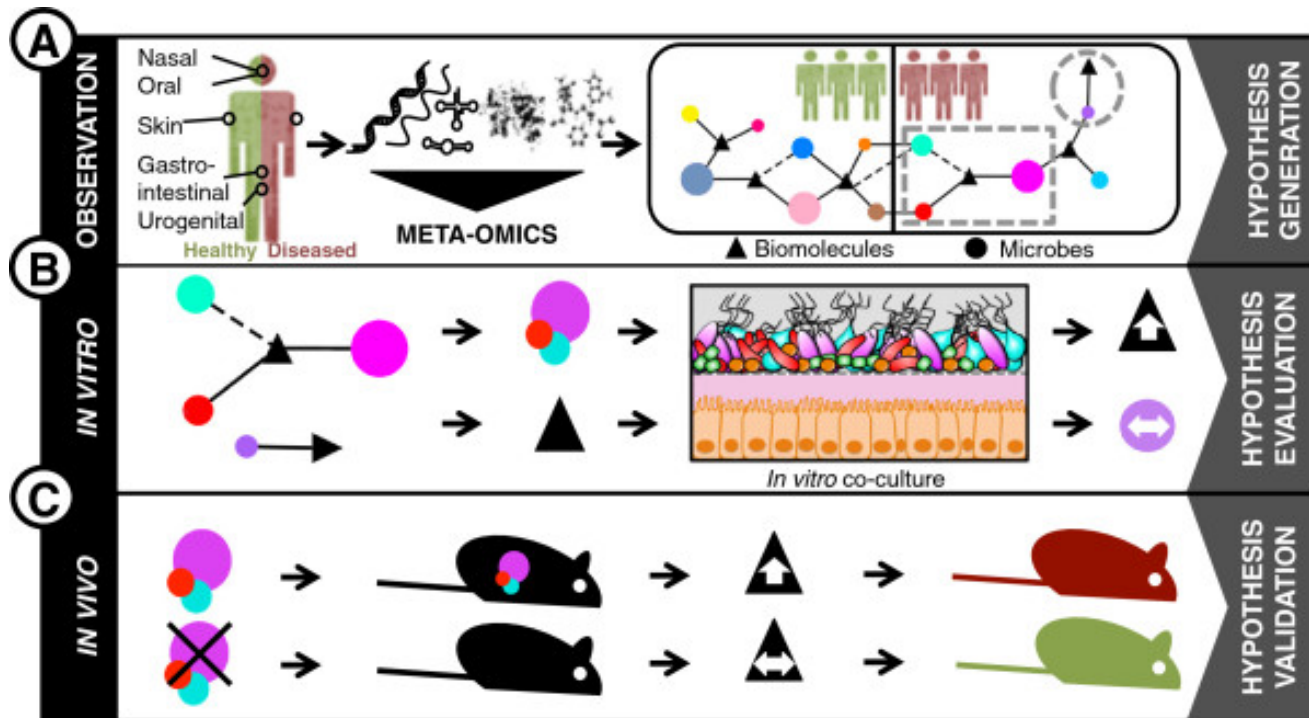 A
OBSERVATION
Nasal
Oral
Skin
Gastro-
intestinal
Urogenital
Healthy Diseased
META-OMICS
Biomolecules
Microbes
HYPOTHESIS
GENERATION
B
IN VITRO
In vitro co-culture
HYPOTHESIS
EVALUATION
C
IN VIVO
HYPOTHESIS
VALIDATION